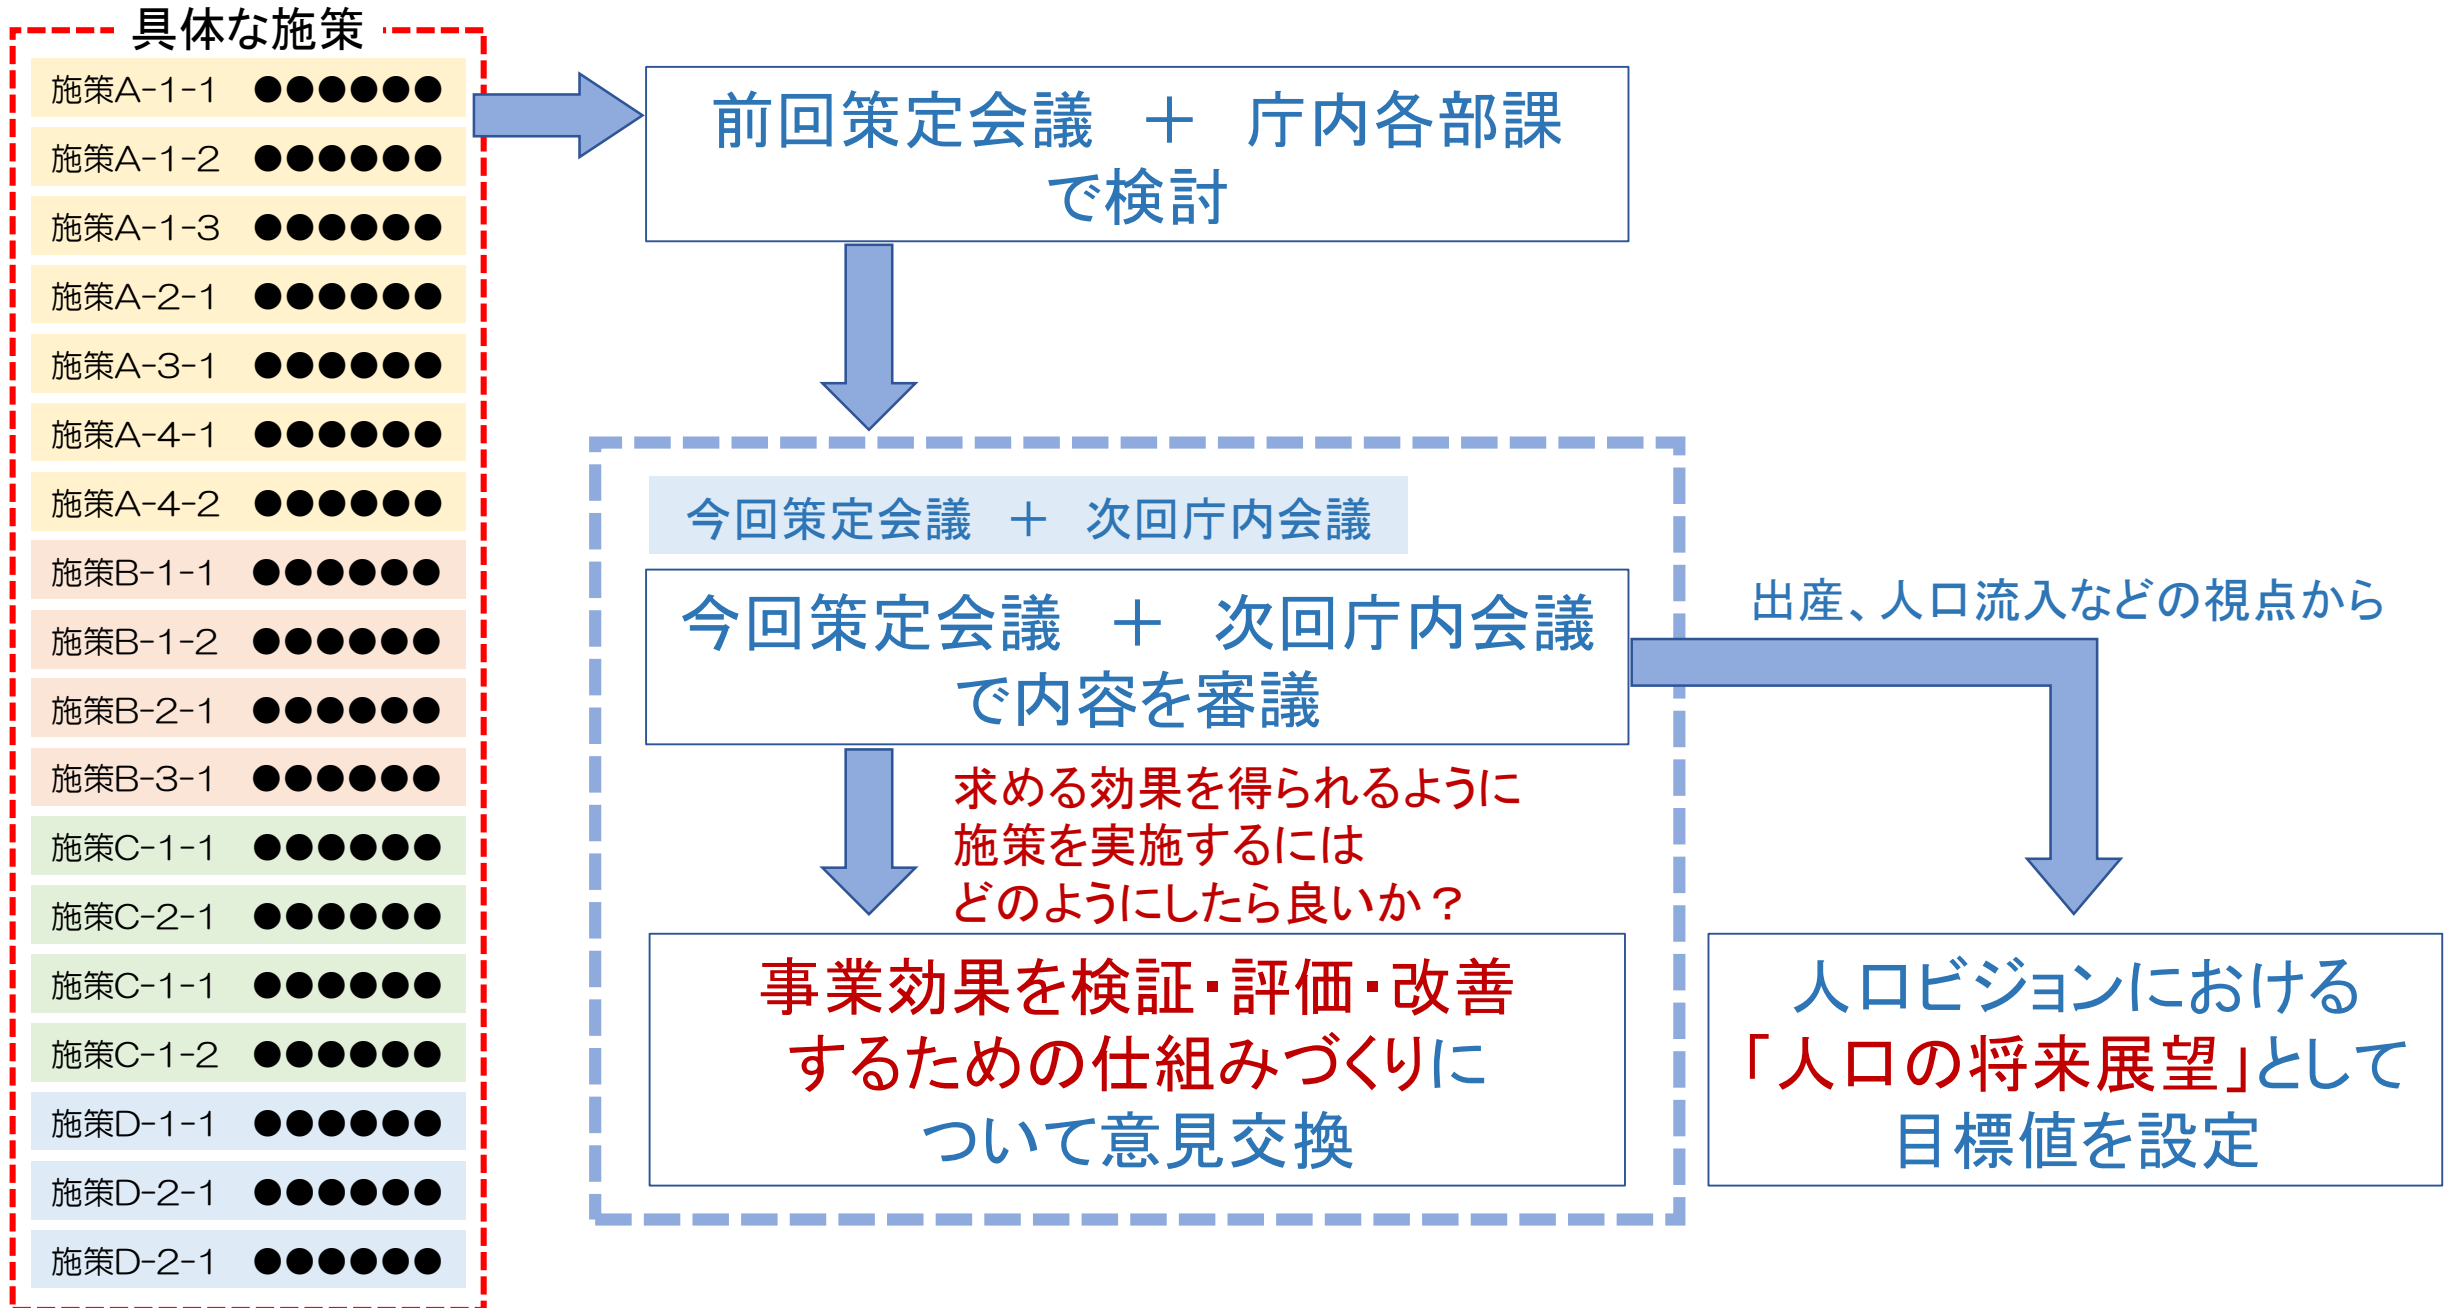 具体な施策
施策A-1-1　●●●●●●
施策A-1-2　●●●●●●
施策A-1-3　●●●●●●
施策A-2-1　●●●●●●
施策A-3-1　●●●●●●
施策A-4-1　●●●●●●
施策A-4-2　●●●●●●
施策B-1-1　●●●●●●
施策B-1-2　●●●●●●
施策B-2-1　●●●●●●
施策B-3-1　●●●●●●
施策C-1-1　●●●●●●
施策C-2-1　●●●●●●
施策C-1-1　●●●●●●
施策C-1-2　●●●●●●
施策D-1-1　●●●●●●
施策D-2-1　●●●●●●
施策D-2-1　●●●●●●
前回策定会議　＋　庁内各部課
で検討
今回策定会議　＋　次回庁内会議
今回策定会議　＋　次回庁内会議
で内容を審議
求める効果を得られるように
施策を実施するには
どのようにしたら良いか？
事業効果を検証・評価・改善
するための仕組みづくりに
ついて意見交換
出産、人口流入などの視点から
人口ビジョンにおける
「人口の将来展望」として
目標値を設定